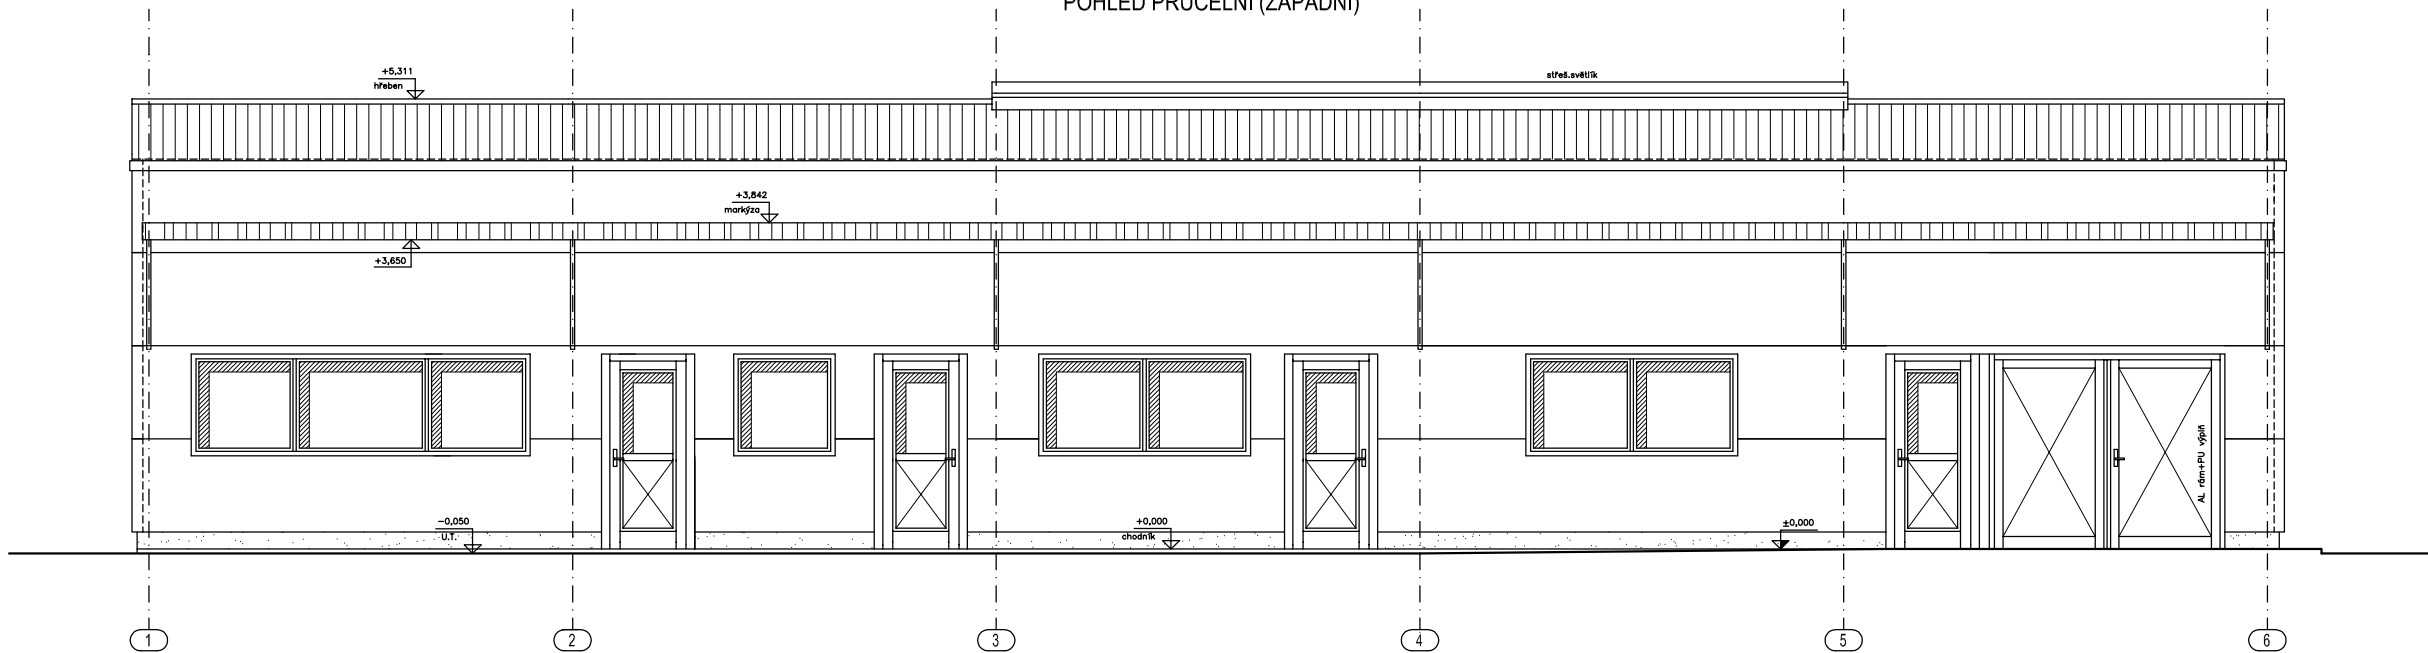 POHLED PRŮČELNÍ (ZÁPADNÍ)
+5,311
hřeben
střeš.světlík
+3,842
markýza
+3,650
AL rám+PU výplň
-0,050
U.T.
+0,000
chodník
±0,000
1
2
3
4
5
6